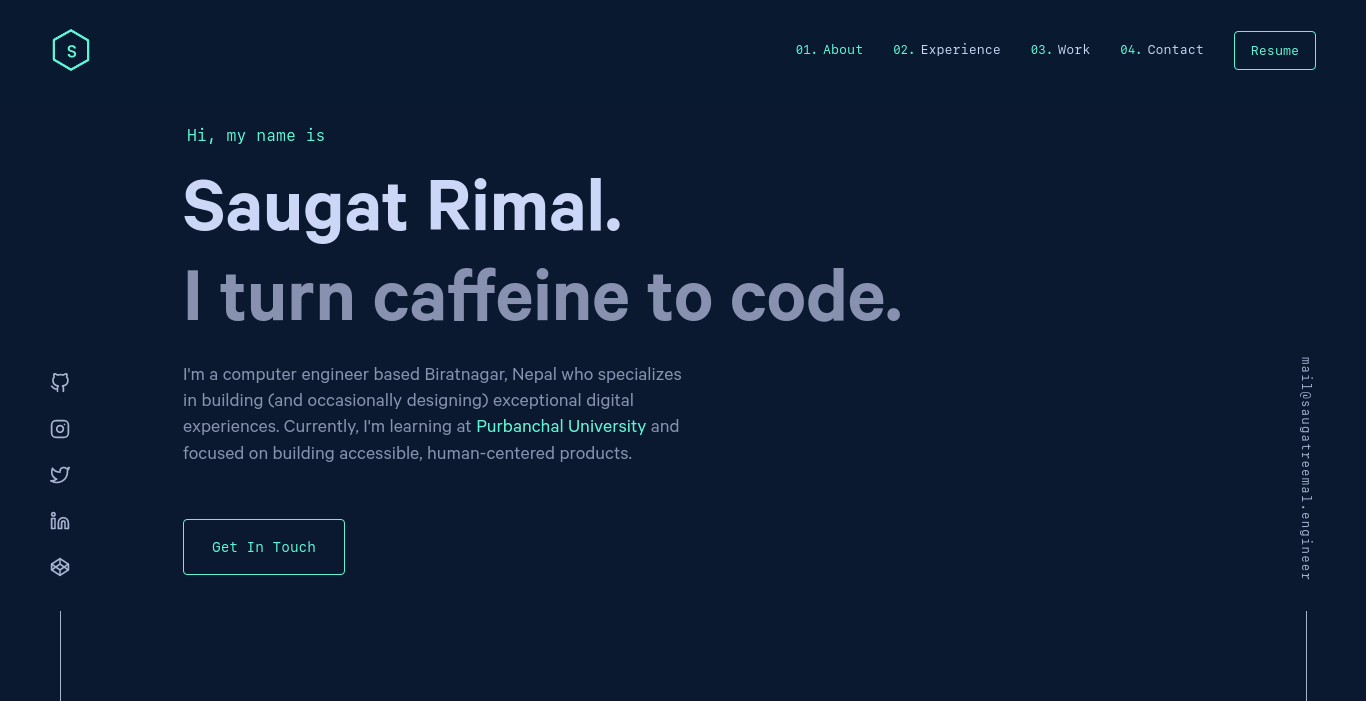 S
01. About 02. Experience 03. Work 04. Contact Resume
Hi, my name is
Saugat Rimal.
I turn caffeine to code.
I'm a computer engineer based Biratnagar, Nepal who specializes
in building (and occasionally designing) exceptional digital
experiences. Currently, I'm learning at Purbanchal University and
focused on building accessible, human-centered products.
Get In Touch
mail@saugatreemal.engineer